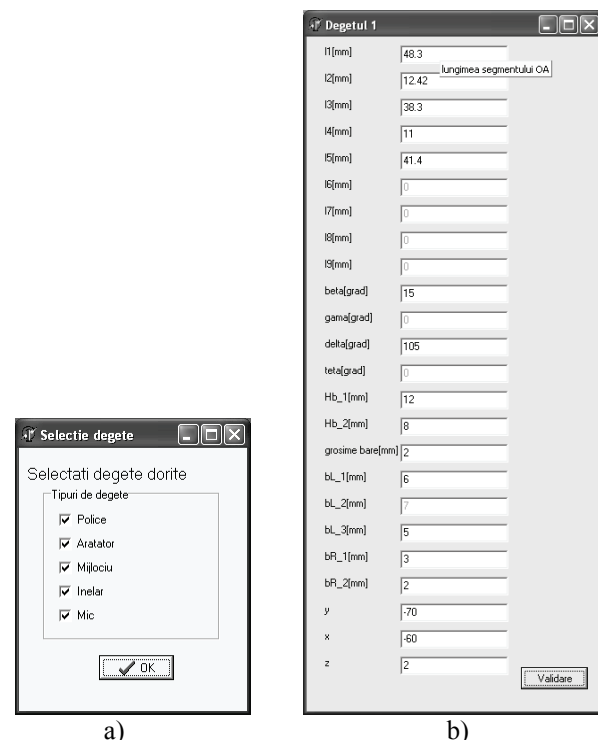 Selectie degete
Selectati degete dorite
Tipuri de degete
Police
Aratator
Mijlociu
Inelar
Mic
OK
a)
Degetul 1
l1[mm] 48.3
lungimea segmentului OA
l2[mm] 12.42
l3[mm] 38.3
l4[mm] 11
l5[mm] 41.4
l6[mm] 0
l7[mm] 0
l8[mm] 0
l9[mm] 0
beta[grad] 15
gama[grad] 0
delta[grad] 105
teta[grad] 0
Hb_1[mm] 12
Hb_2[mm] 8
grosime bare[mm] 2
bL_1[mm] 6
bL_2[mm] 7
bL_3[mm] 5
bR_1[mm] 3
bR_2[mm] 2
y -70
x -60
z 2
Validare
b)